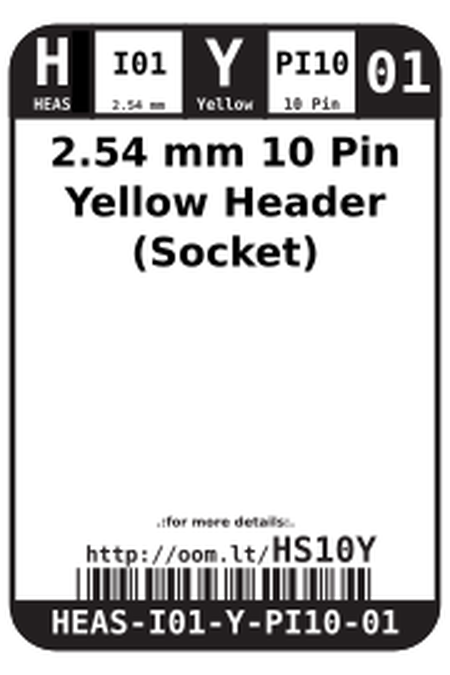 H I01 Y PI10 01
HEAS 2.54 mm Yellow 10 Pin
2.54 mm 10 Pin
Yellow Header
(Socket)
.:for more details:.
http://oom.lt/HS10Y
HEAS-I01-Y-PI10-01